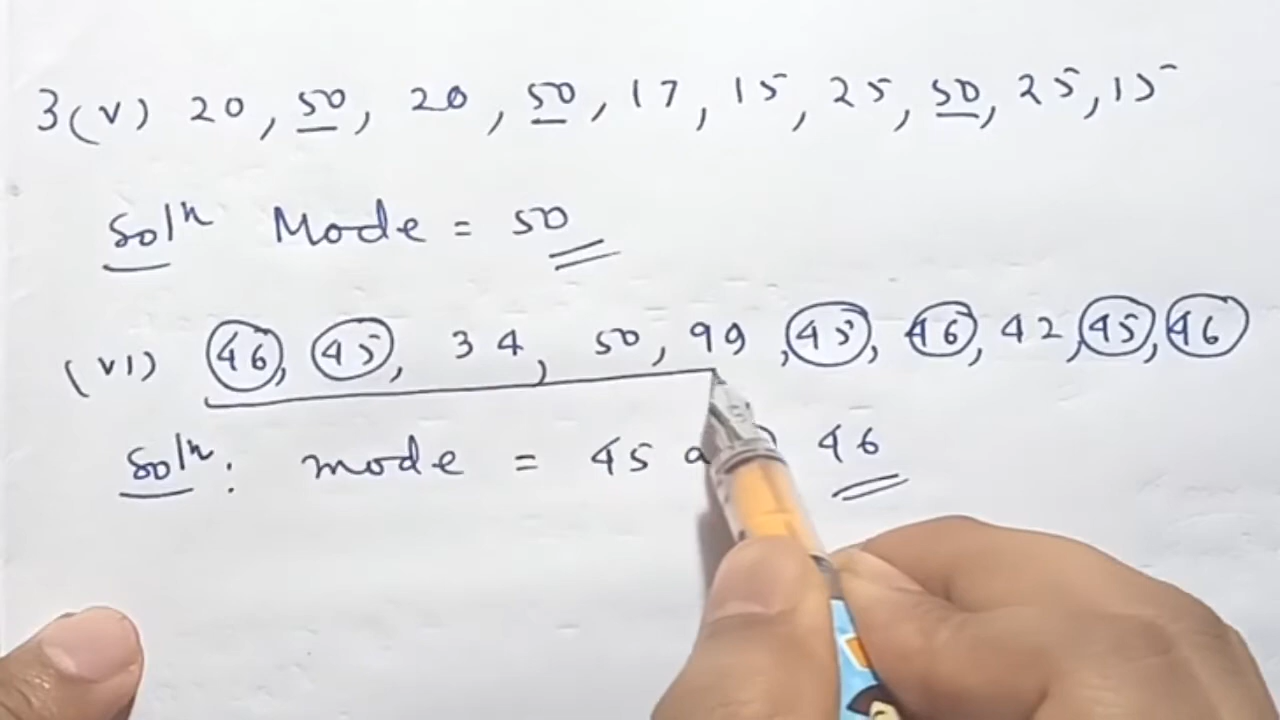 3(v) 20, 50, 20, 50, 17, 15, 25, 50, 25, 15
Soln Mode = 50
(vi) 46, 45, 34, 50, 99, 45, 46, 42, 45, 46
Soln: mode = 45 46